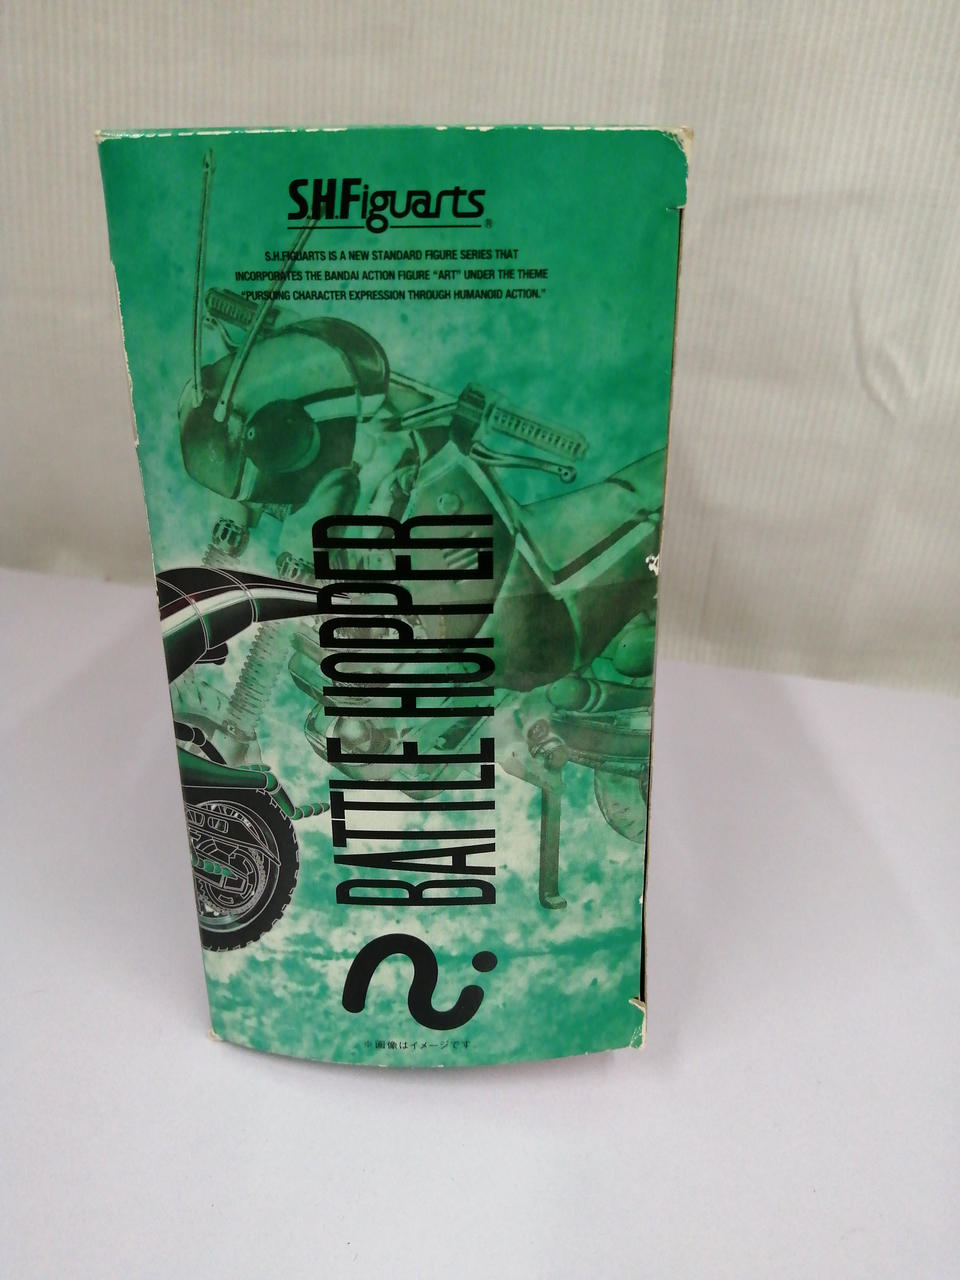 S.H.Figuarts®
S.H.FIGUARTS IS A NEW STANDARD FIGURE SERIES THAT
INCORPORATES THE BANDAI ACTION FIGURE "ART" UNDER THE THEME
"PURSUING CHARACTER EXPRESSION THROUGH HUMANOID ACTION."
BATTLE HOPPER
※画像はイメージです